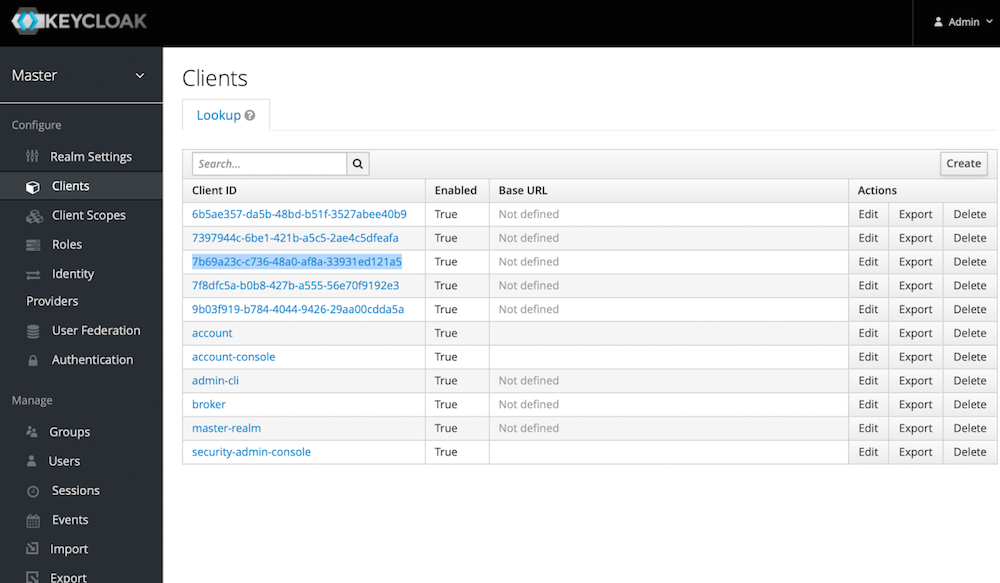 KEYCLOAK
Admin
Master
Configure
Realm Settings
Clients
Client Scopes
Roles
Identity
Providers
User Federation
Authentication
Manage
Groups
Users
Sessions
Events
Import
Export
Clients
Lookup
Search...
Create
Client ID Enabled Base URL Actions
6b5ae357-da5b-48bd-b51f-3527abee40b9 True Not defined Edit Export Delete
7397944c-6be1-421b-a5c5-2ae4c5dfeafa True Not defined Edit Export Delete
7b69a23c-c736-48a0-af8a-33931ed121a5 True Not defined Edit Export Delete
7f8dfc5a-b0b8-427b-a555-56e70f9192e3 True Not defined Edit Export Delete
9b03f919-b784-4044-9426-29aa00cdda5a True Not defined Edit Export Delete
account True Edit Export Delete
account-console True Edit Export Delete
admin-cli True Not defined Edit Export Delete
broker True Not defined Edit Export Delete
master-realm True Not defined Edit Export Delete
security-admin-console True Edit Export Delete